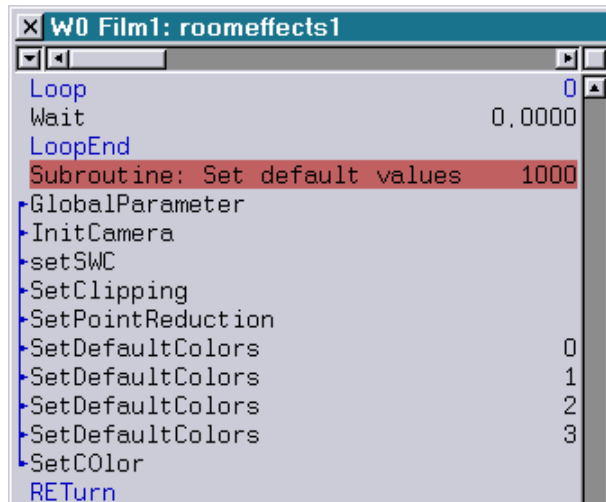 W0 Film1: roomeffects1
Loop 0
Wait 0,0000
LoopEnd
Subroutine: Set default values 1000
GlobalParameter
InitCamera
setSWC
SetClipping
SetPointReduction
SetDefaultColors 0
SetDefaultColors 1
SetDefaultColors 2
SetDefaultColors 3
SetCOlor
RETurn